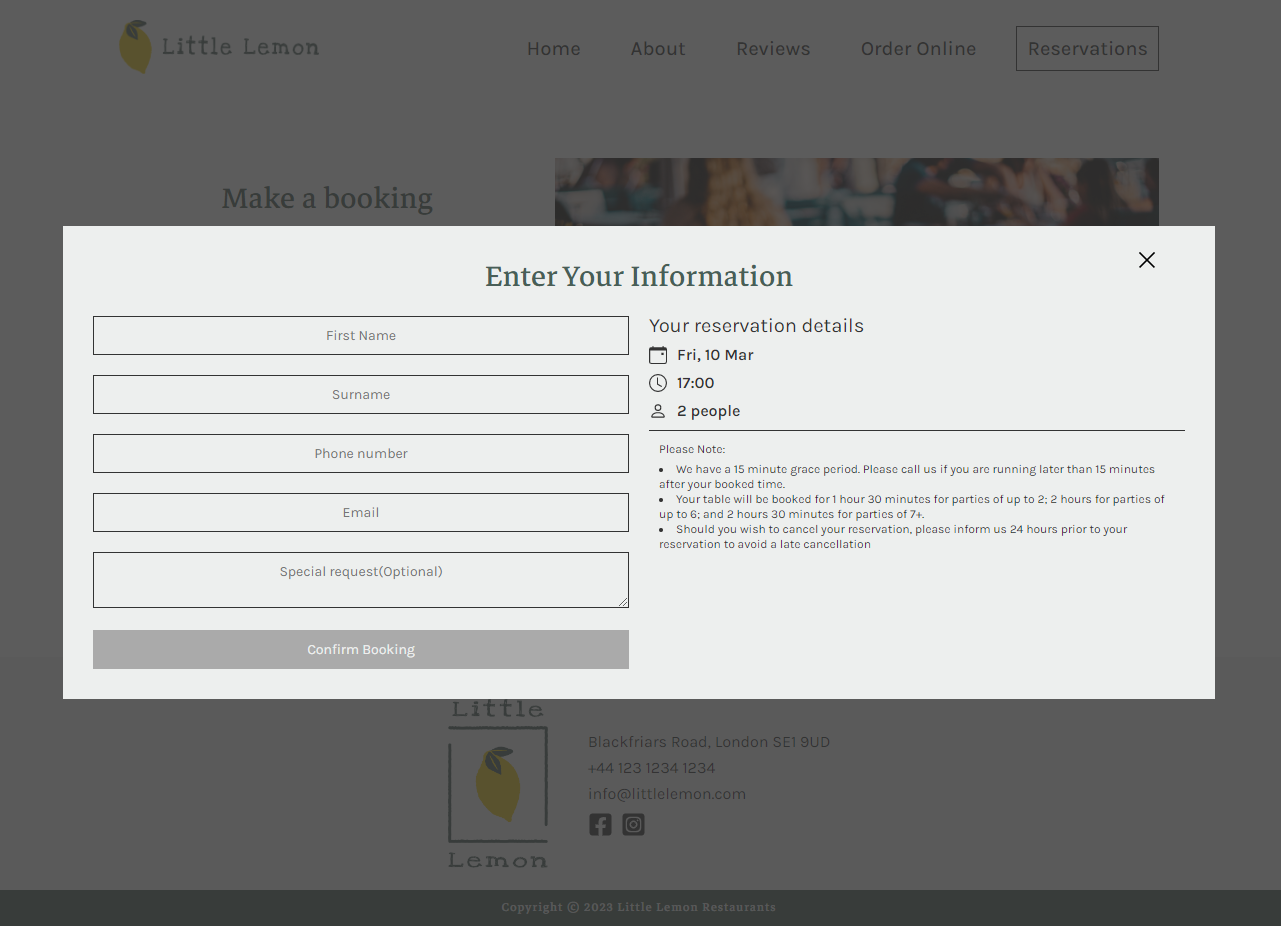 Little Lemon
Home
About
Reviews
Order Online
Reservations
Make a booking
Enter Your Information
First Name
Surname
Phone number
Email
Special request(Optional)
Confirm Booking
Your reservation details
Fri, 10 Mar
17:00
2 people
Please Note:
• We have a 15 minute grace period. Please call us if you are running later than 15 minutes
after your booked time.
• Your table will be booked for 1 hour 30 minutes for parties of up to 2; 2 hours for parties of
up to 6; and 2 hours 30 minutes for parties of 7+.
• Should you wish to cancel your reservation, please inform us 24 hours prior to your
reservation to avoid a late cancellation
Little
Lemon
Blackfriars Road, London SE1 9UD
+44 123 1234 1234
info@littlelemon.com
Copyright © 2023 Little Lemon Restaurants